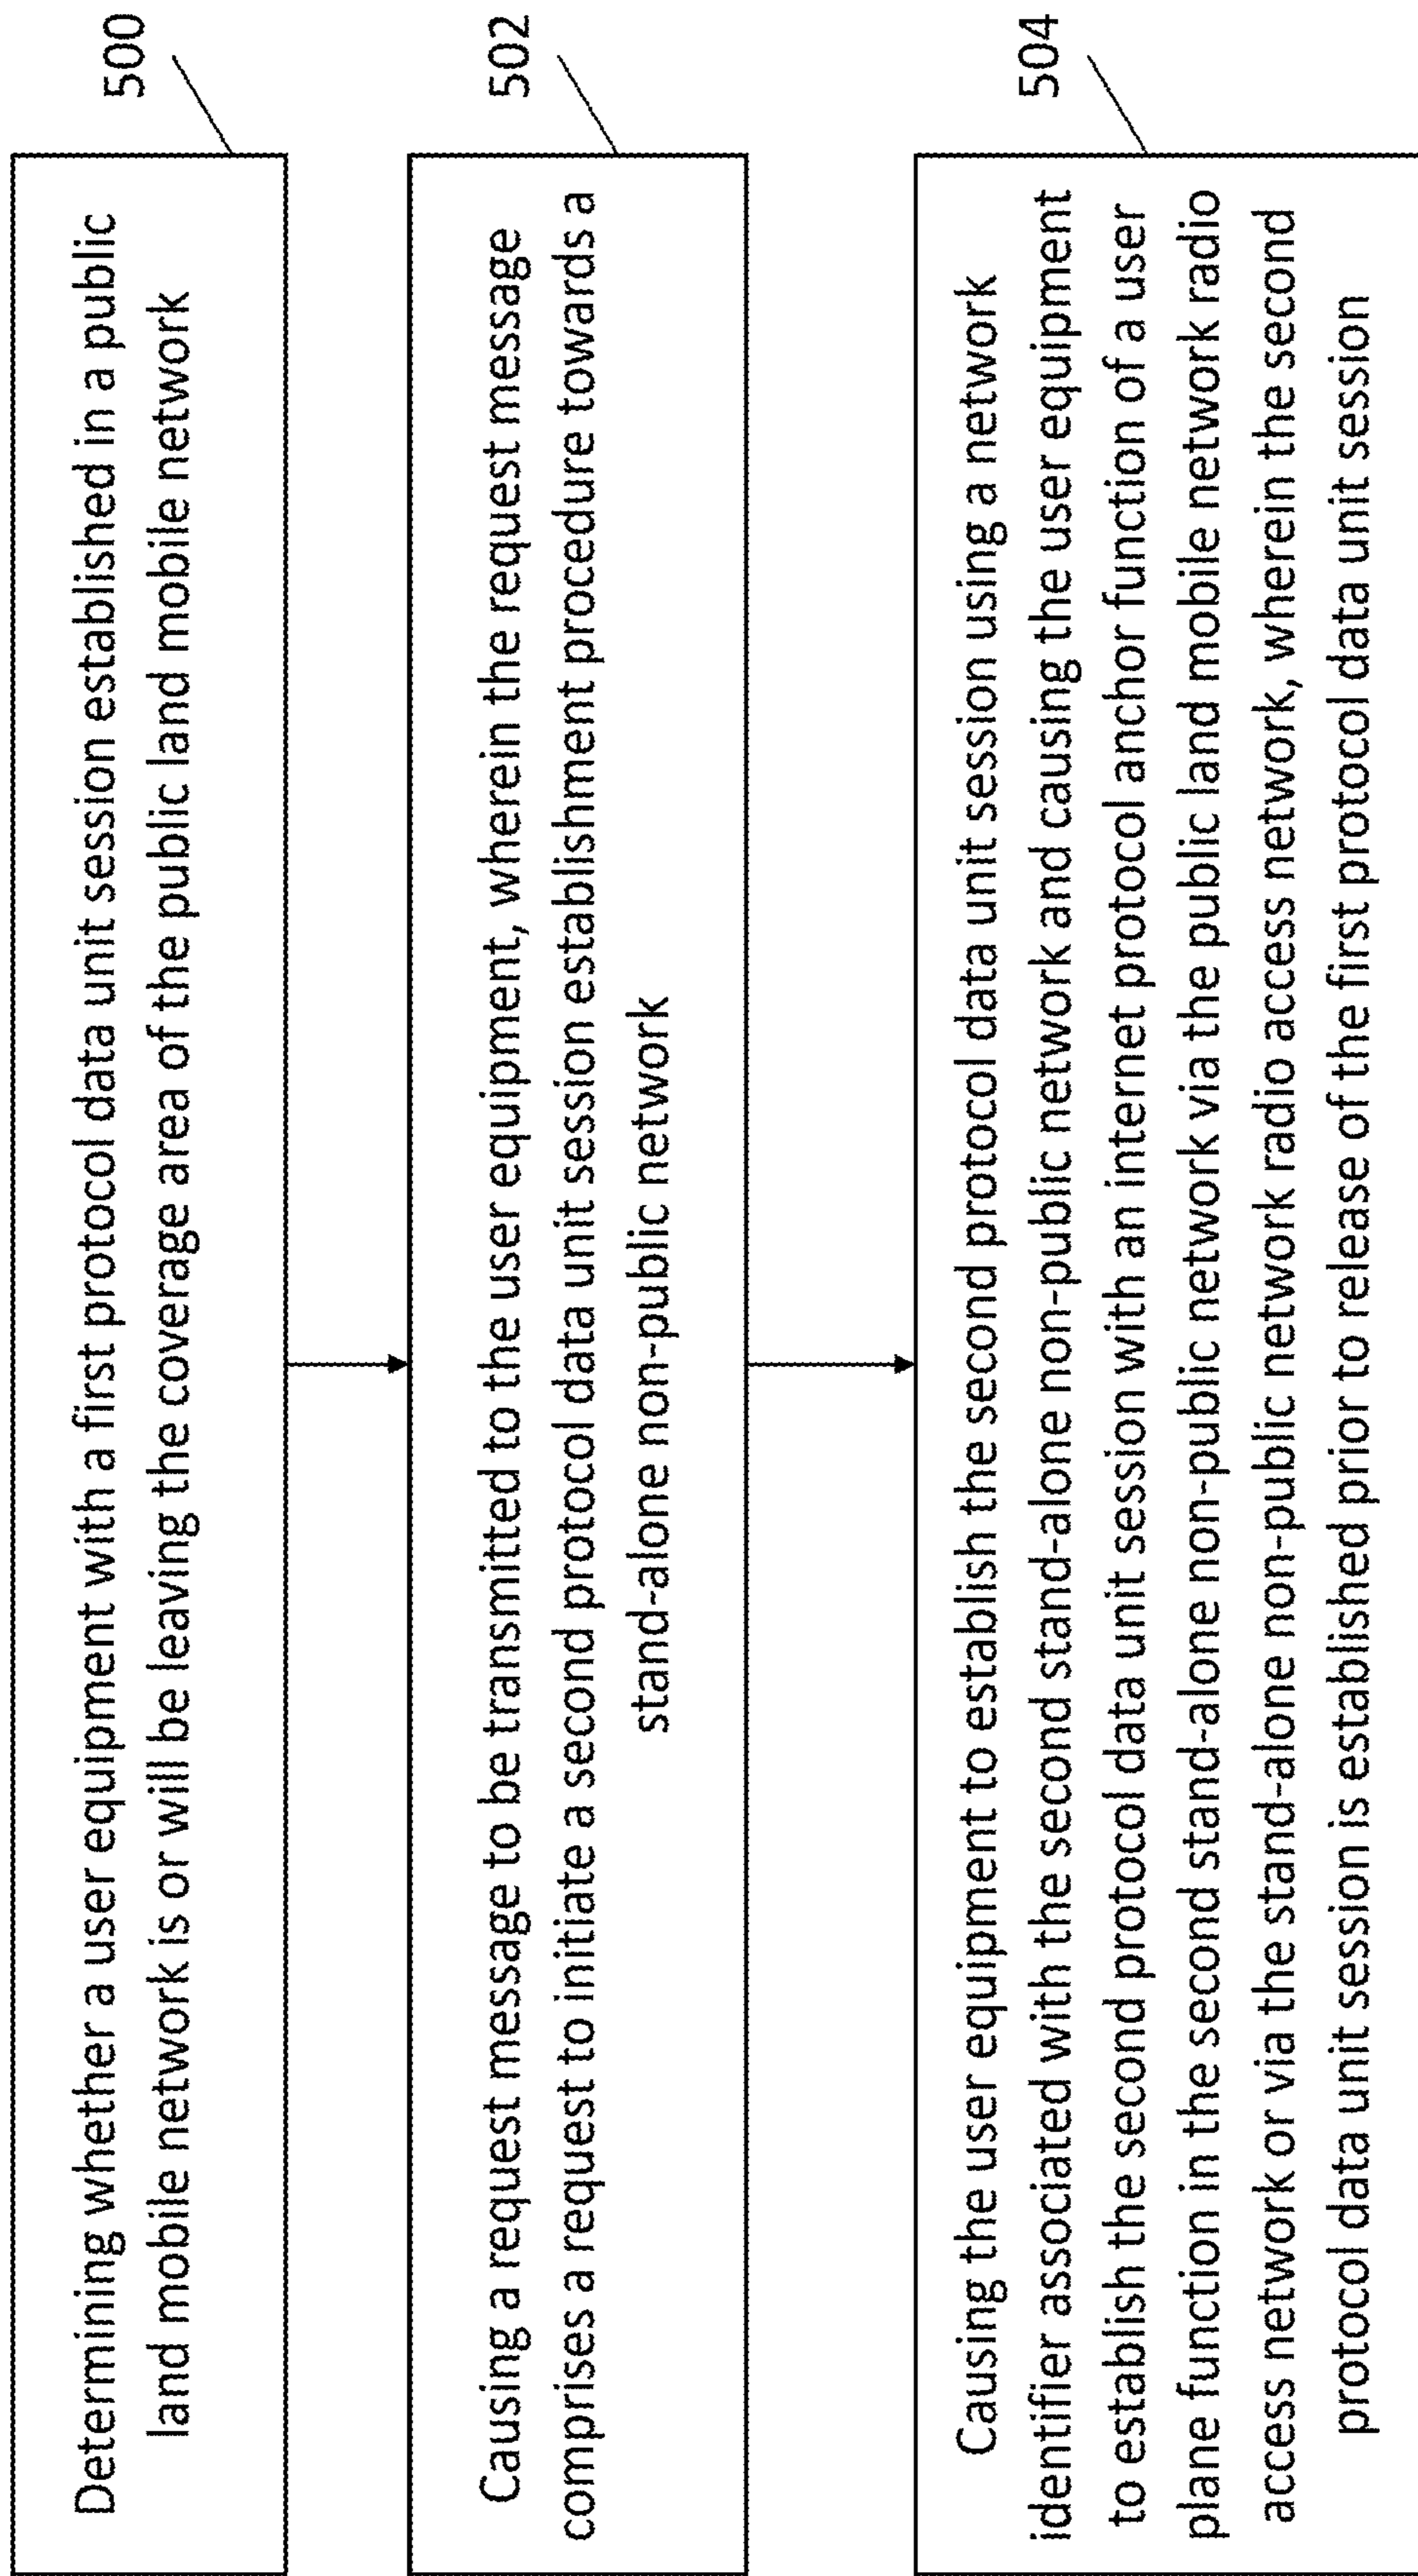 500
Determining whether a user equipment with a first protocol data unit session established in a public
land mobile network is or will be leaving the coverage area of the public land mobile network
502
Causing a request message to be transmitted to the user equipment, wherein the request message
comprises a request to initiate a second protocol data unit session establishment procedure towards a
stand-alone non-public network
504
Causing the user equipment to establish the second protocol data unit session using a network
identifier associated with the second stand-alone non-public network and causing the user equipment
to establish the second protocol data unit session with an internet protocol anchor function of a user
plane function in the second stand-alone non-public network via the public land mobile network radio
access network or via the stand-alone non-public network radio access network, wherein the second
protocol data unit session is established prior to release of the first protocol data unit session